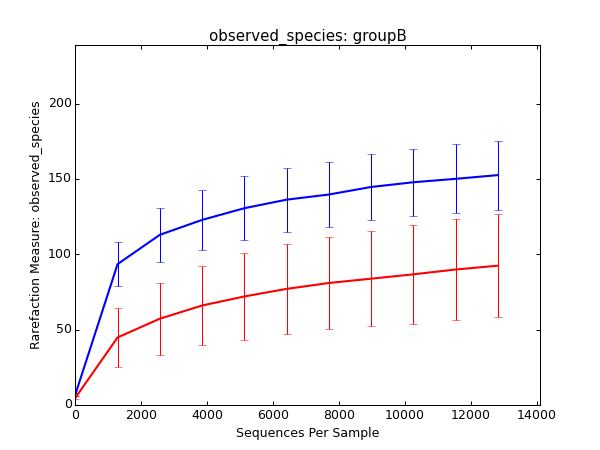 observed_species: groupB
Rarefaction Measure: observed_species
200
150
100
50
0
0 2000 4000 6000 8000 10000 12000 14000
Sequences Per Sample